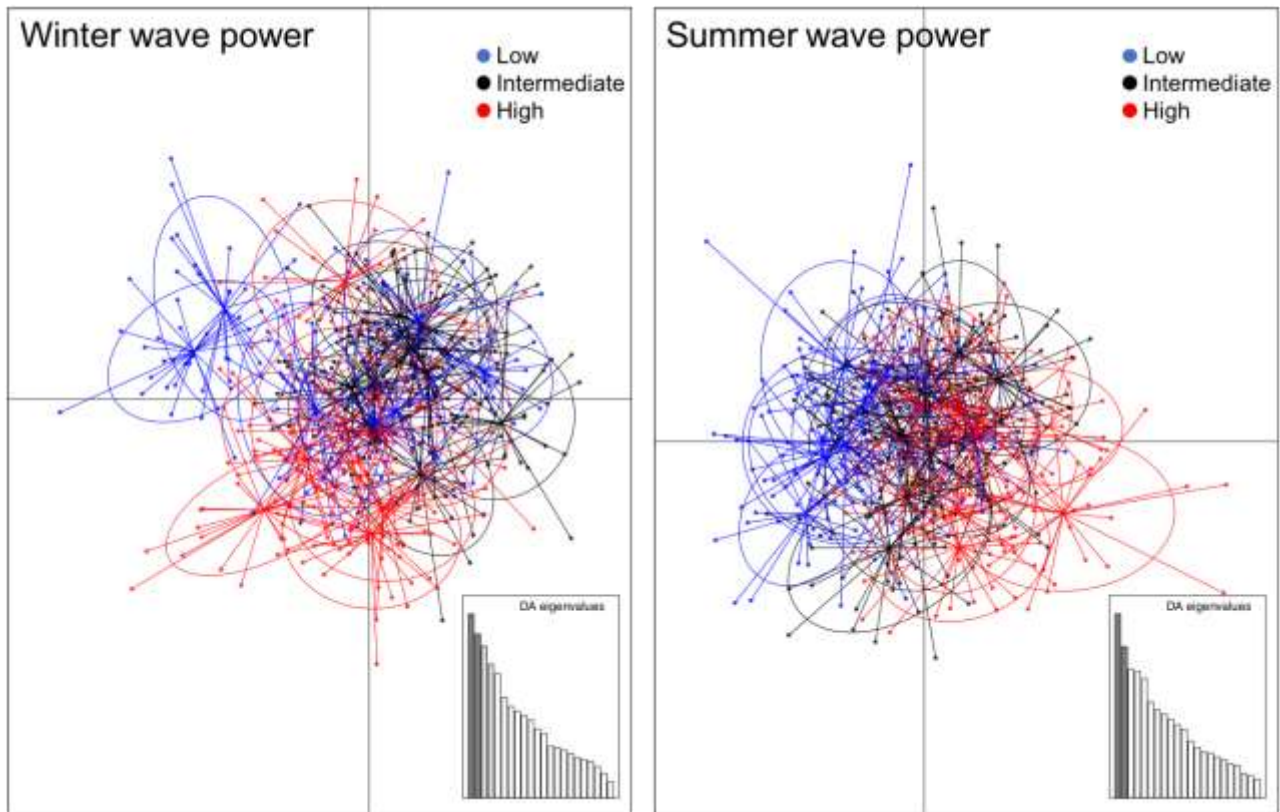 Winter wave power
Low
Intermediate
High
DA eigenvalues
Summer wave power
Low
Intermediate
High
DA eigenvalues